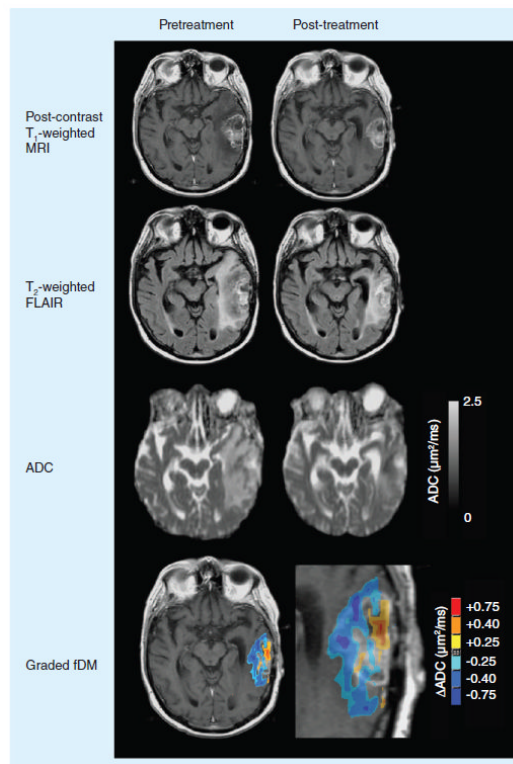 Pretreatment Post-treatment
Post-contrast
T₁-weighted
MRI
T₂-weighted
FLAIR
ADC
2.5
ADC (µm²/ms)
0
Graded fDM
+0.75
+0.40
+0.25
-0.25
-0.40
-0.75
ΔADC (µm²/ms)